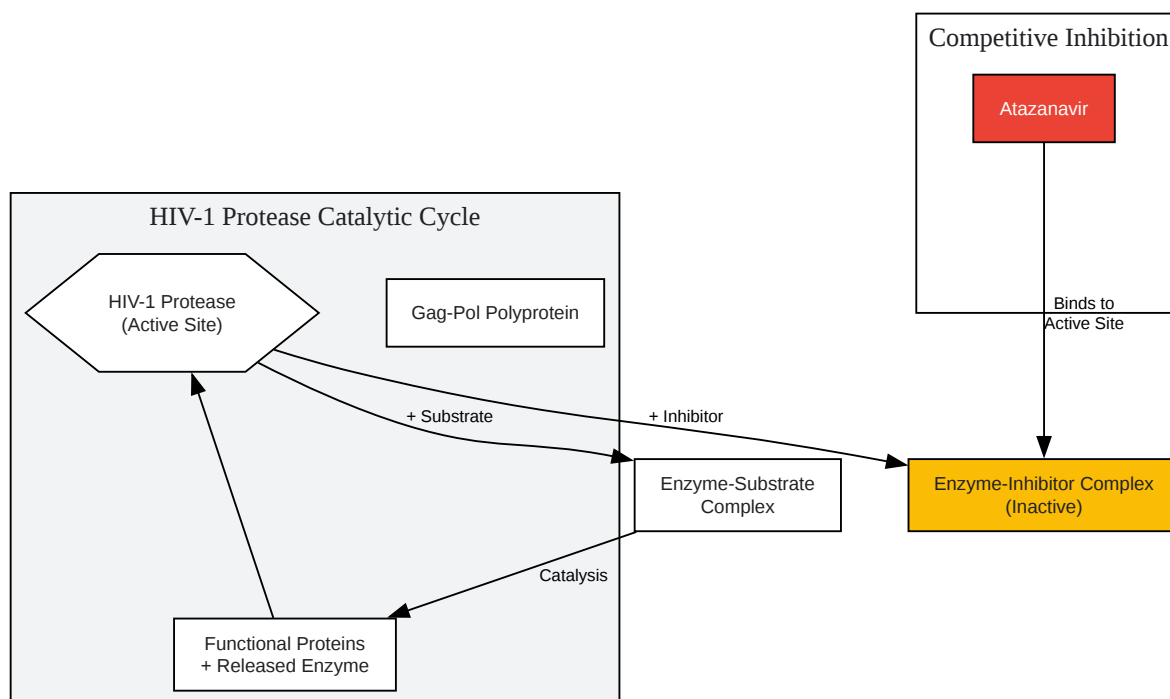 Competitive Inhibition
Atazanavir
HIV-1 Protease Catalytic Cycle
HIV-1 Protease
(Active Site)
Gag-Pol Polyprotein
Binds to
Active Site
+ Substrate
+ Inhibitor
Enzyme-Substrate
Complex
Enzyme-Inhibitor Complex
(Inactive)
Catalysis
Functional Proteins
+ Released Enzyme